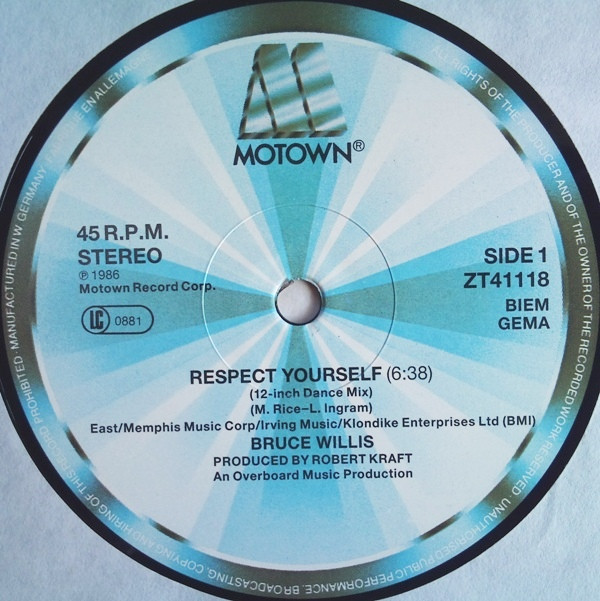 MOTOWN®
45 R.P.M.
STEREO
℗ 1986
Motown Record Corp.
LC 0881
SIDE 1
ZT41118
BIEM
GEMA
RESPECT YOURSELF (6:38)
(12-inch Dance Mix)
(M. Rice–L. Ingram)
East/Memphis Music Corp/Irving Music/Klondike Enterprises Ltd (BMI)
BRUCE WILLIS
PRODUCED BY ROBERT KRAFT
An Overboard Music Production
ALL RIGHTS OF THE PRODUCER AND OF THE OWNER OF THE RECORDED WORK RESERVED. UNAUTHORISED PUBLIC PERFORMANCE, BROADCASTING, COPYING AND HIRING OF THIS RECORD PROHIBITED · MANUFACTURED IN W GERMANY EN ALLEMAGNE